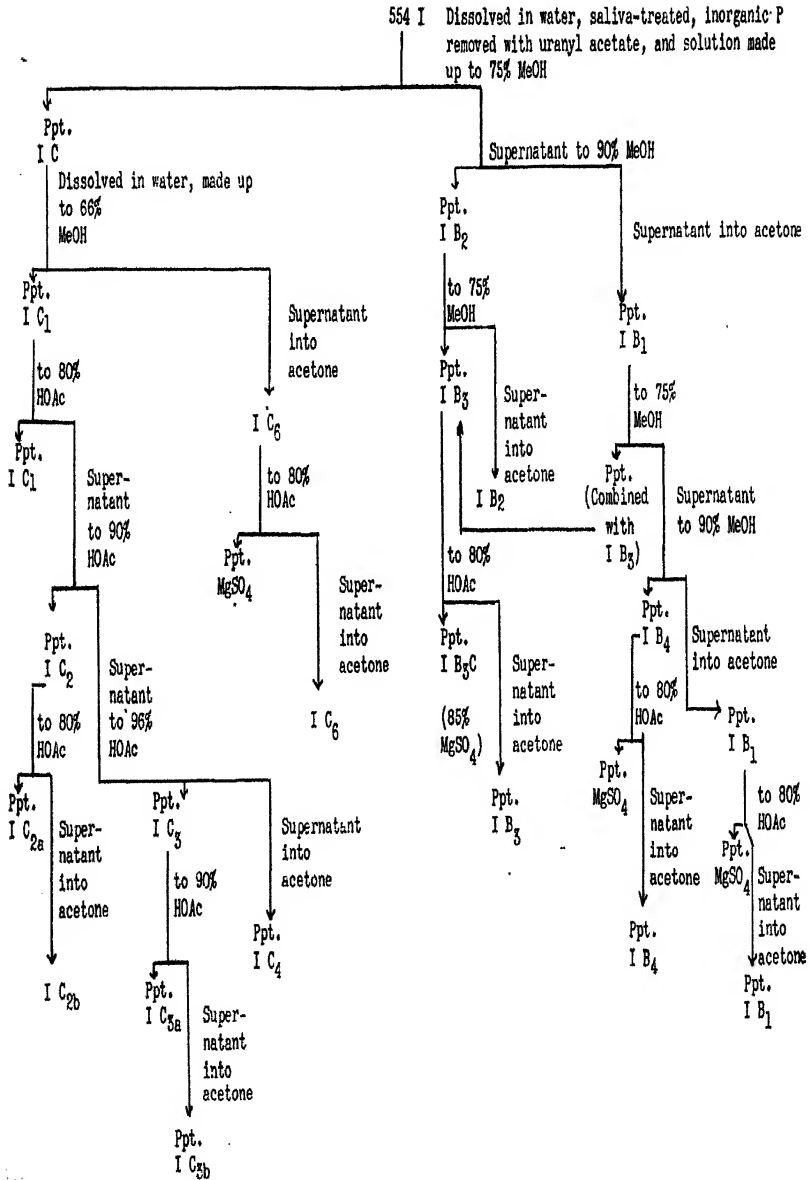 554 I Dissolved in water, saliva-treated, inorganic P
removed with uranyl acetate, and solution made
up to 75% MeOH
Ppt.
I C
Dissolved in water, made up
to 66%
MeOH
Ppt.
I C1
to 80%
HOAc
Ppt.
I C1
Super-
natant
to 90%
HOAc
Ppt.
I C2
to 80%
HOAc
Ppt.
I C2a
Super-
natant
into
acetone
I C2b
Super-
natant
to 96%
HOAc
Ppt.
I C3
to 90%
HOAc
Ppt.
I C3a
Super-
natant
into
acetone
Ppt.
I C3b
Supernatant
into
acetone
Ppt.
I C4
Supernatant
into
acetone
I C6
to 80%
HOAc
Ppt.
MgSO4
Super-
natant
into
acetone
I C6
Supernatant to 90% MeOH
Ppt.
I B2
to 75%
MeOH
Ppt.
I B3
Super-
natant
into
acetone
I B2
to 80%
HOAc
Ppt.
I B3C
(85%
MgSO4)
Super-
natant
into
acetone
Ppt.
I B3
Supernatant into acetone
Ppt.
I B1
to 75%
MeOH
Ppt.
(Combined
with
I B3)
Supernatant
to 90% MeOH
Ppt.
I B4
to 80%
HOAc
Ppt.
MgSO4
Super-
natant
into
acetone
Ppt.
I B4
Supernatant
into acetone
Ppt.
I B1
to 80%
HOAc
Ppt.
MgSO4
Super-
natant
into
acetone
Ppt.
I B1